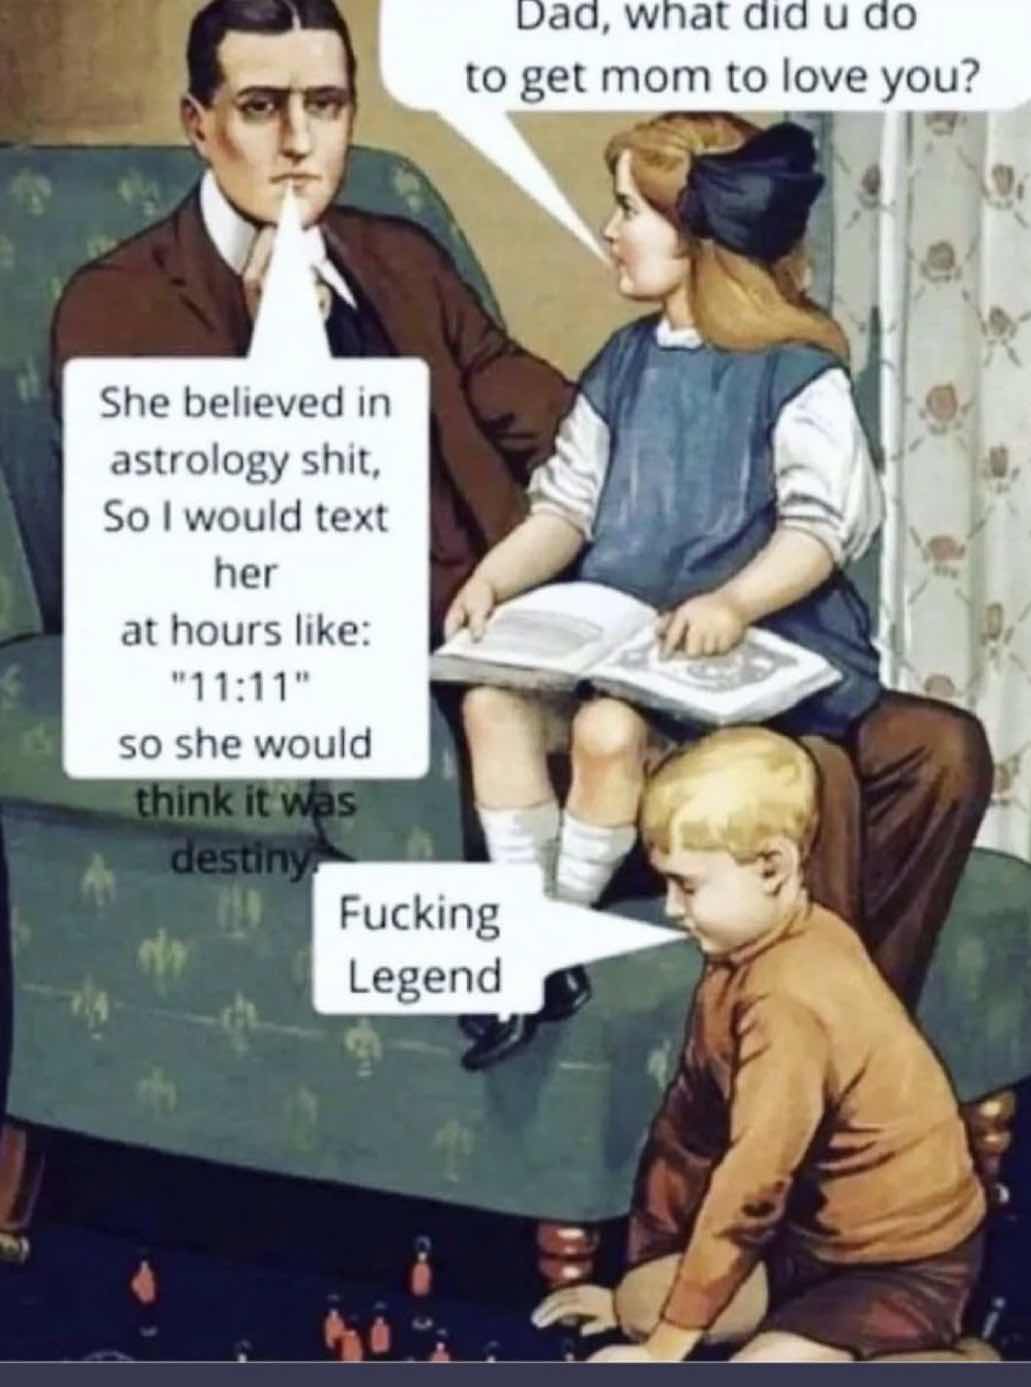 Dad, what did u do
to get mom to love you?
She believed in
astrology shit,
So I would text
her
at hours like:
"11:11"
so she would
think it was
destiny.
Fucking
Legend